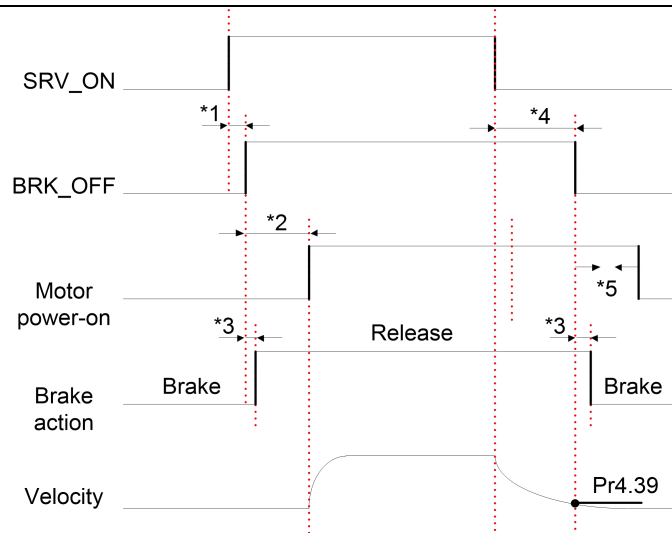 SRV_ON
*1
*4
BRK_OFF
*2
*5
Motor
power-on
*3
Release
*3
Brake
Brake
Brake
action
Pr4.39
Velocity